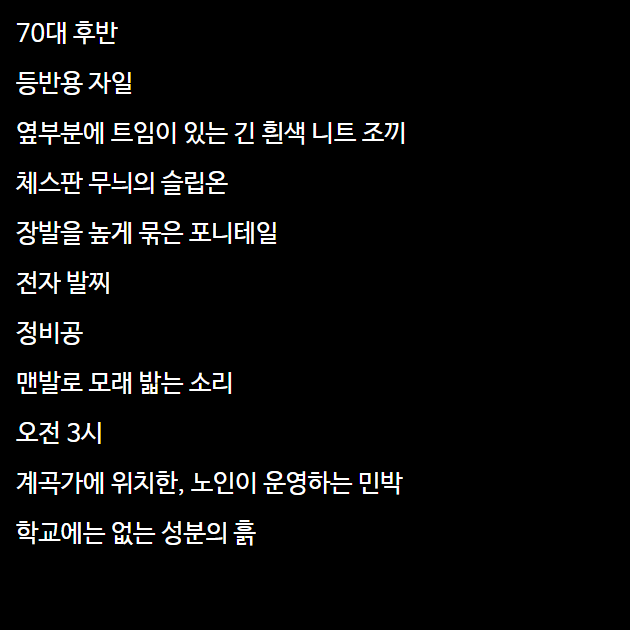 70대 후반
등반용 자일
옆부분에 트임이 있는 긴 흰색 니트 조끼
체스판 무늬의 슬립온
장발을 높게 묶은 포니테일
전자 발찌
정비공
맨발로 모래 밟는 소리
오전 3시
계곡가에 위치한, 노인이 운영하는 민박
학교에는 없는 성분의 흙